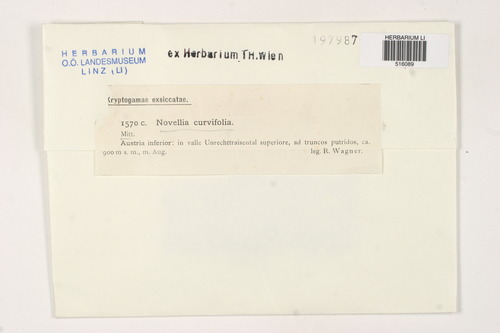 HERBARIUM
O.Ö. LANDESMUSEUM
LINZ (LI)
ex Herbarium TH.Wien
197987
HERBARIUM LI
516089
Kryptogamae exsiccatae.
1570 c. Novellia curvifolia.
Mitt.
Austria inferior: in valle Unrechttraisental superiore, ad truncos putridos, ca.
900 m s. m., m. Aug. leg. R. Wagner.